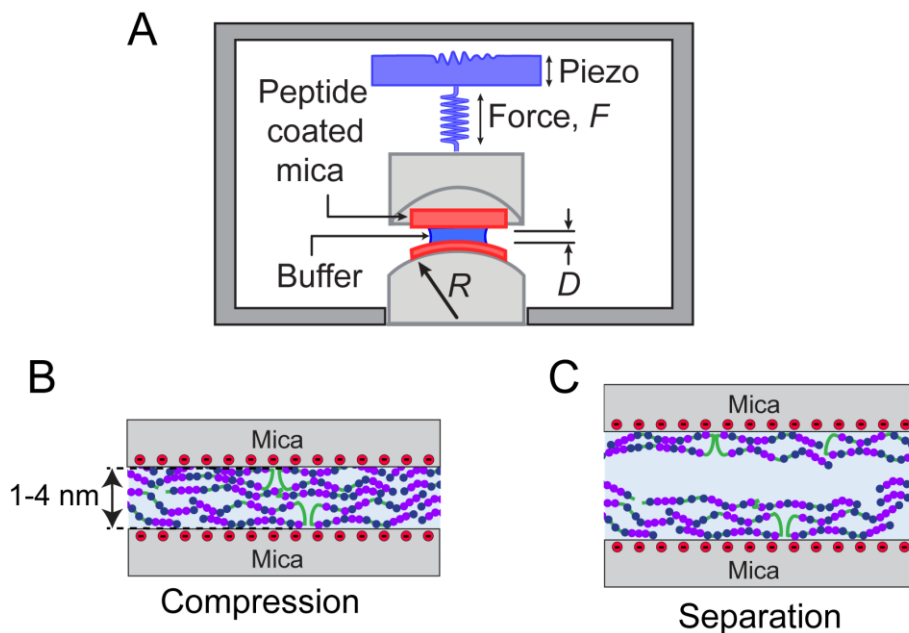 A
Piezo
Force, F
Peptide
coated
mica
Buffer
R
D
B
Mica
1-4 nm
Mica
Compression
C
Mica
Mica
Separation